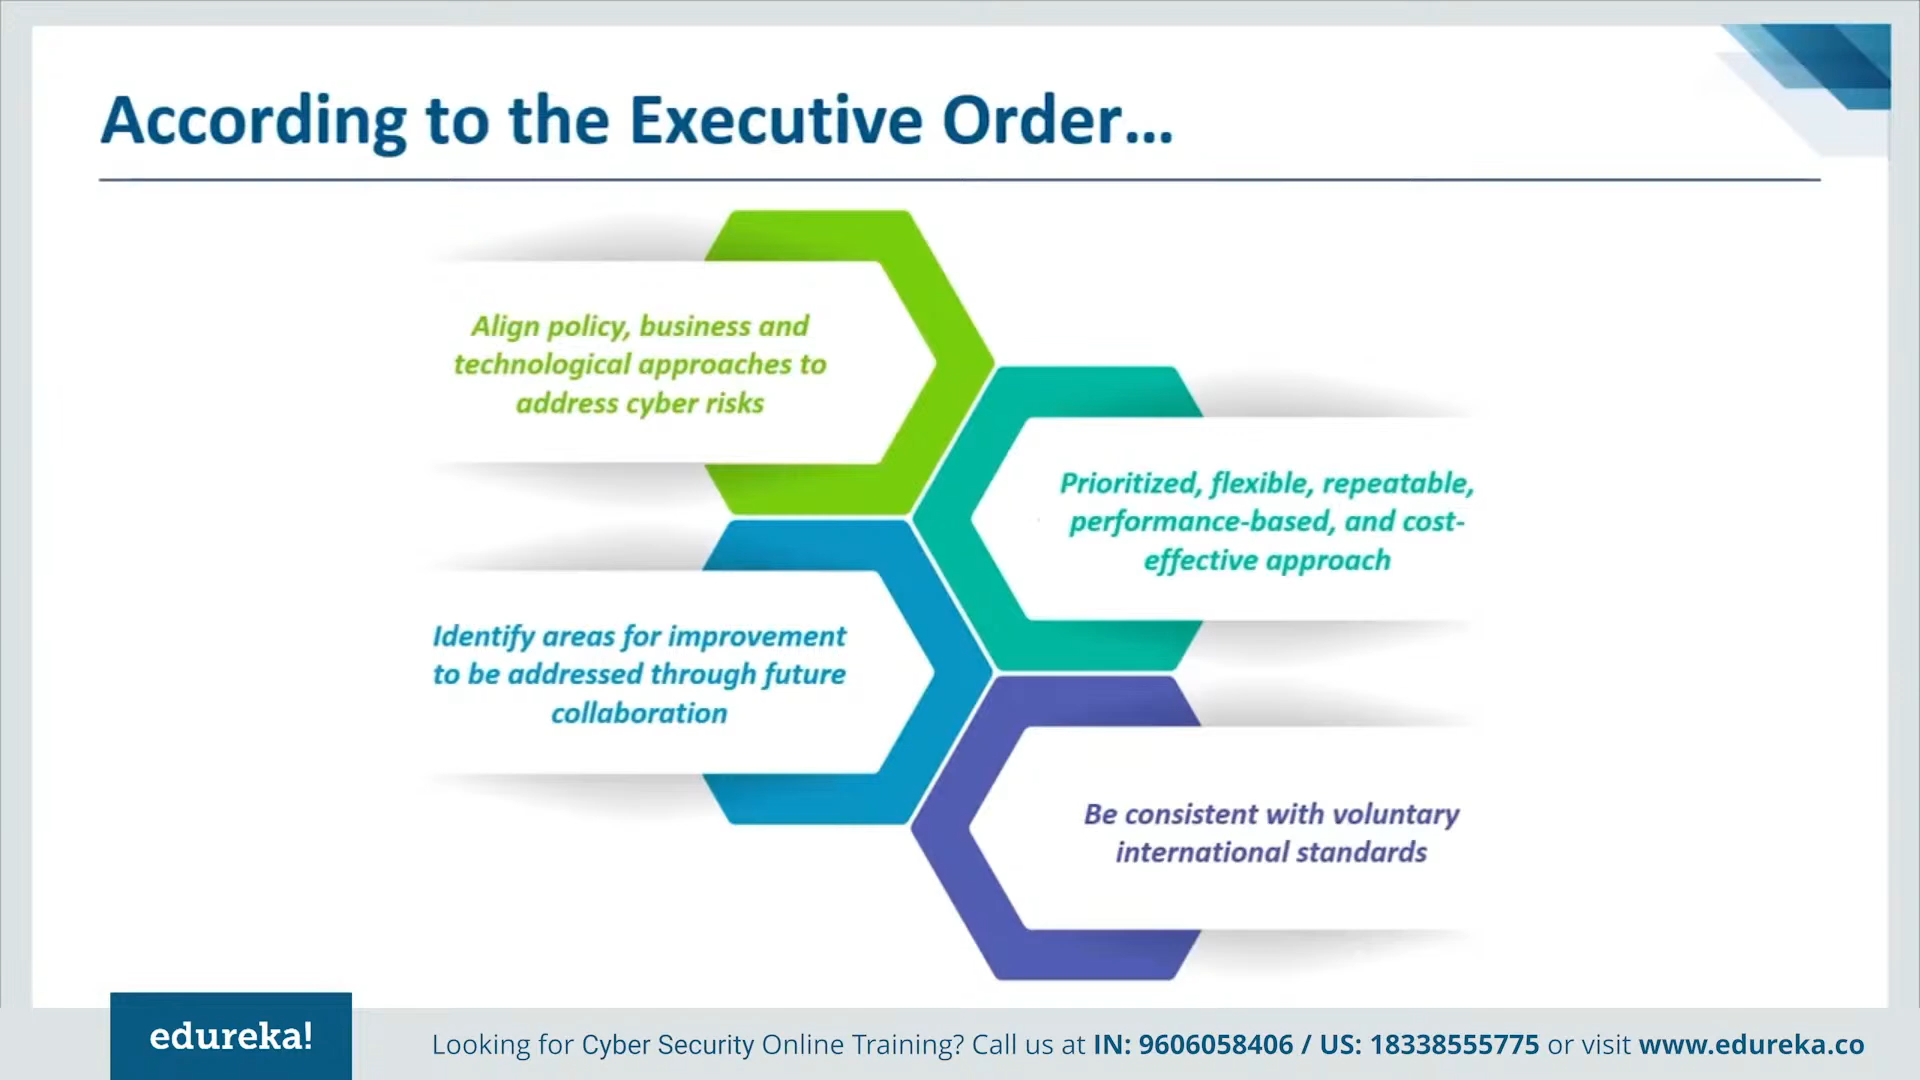 According to the Executive Order...
Align policy, business and
technological approaches to
address cyber risks
Prioritized, flexible, repeatable,
performance-based, and cost-
effective approach
Identify areas for improvement
to be addressed through future
collaboration
Be consistent with voluntary
international standards
edureka!
Looking for Cyber Security Online Training? Call us at IN: 9606058406 / US: 18338555775 or visit www.edureka.co